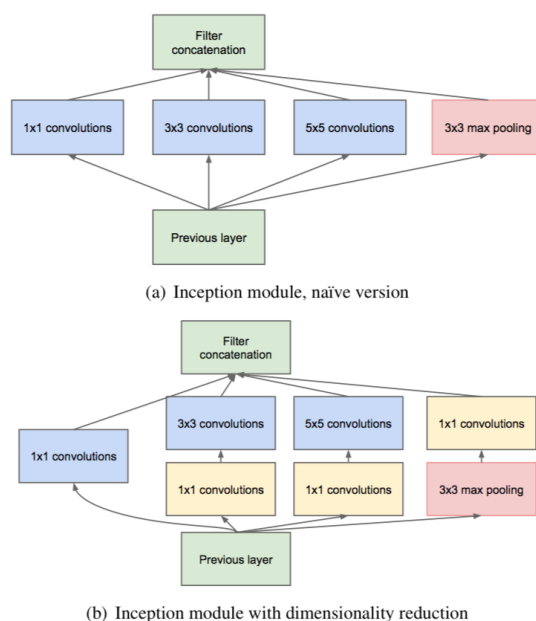 Filter
concatenation
1x1 convolutions
3x3 convolutions
5x5 convolutions
3x3 max pooling
Previous layer
(a) Inception module, naïve version
Filter
concatenation
3x3 convolutions
5x5 convolutions
1x1 convolutions
1x1 convolutions
1x1 convolutions
1x1 convolutions
3x3 max pooling
Previous layer
(b) Inception module with dimensionality reduction